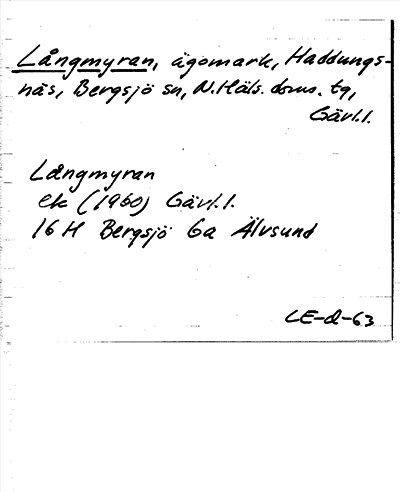 Långmyran, ägomark, Haddungs-
näs, Bergsjö sn, N.Häls. doms. tg,
Gävl.l.
Långmyran
ek (1960) Gävl.l.
16 H Bergsjö 6a Älvsund
LE-d-63